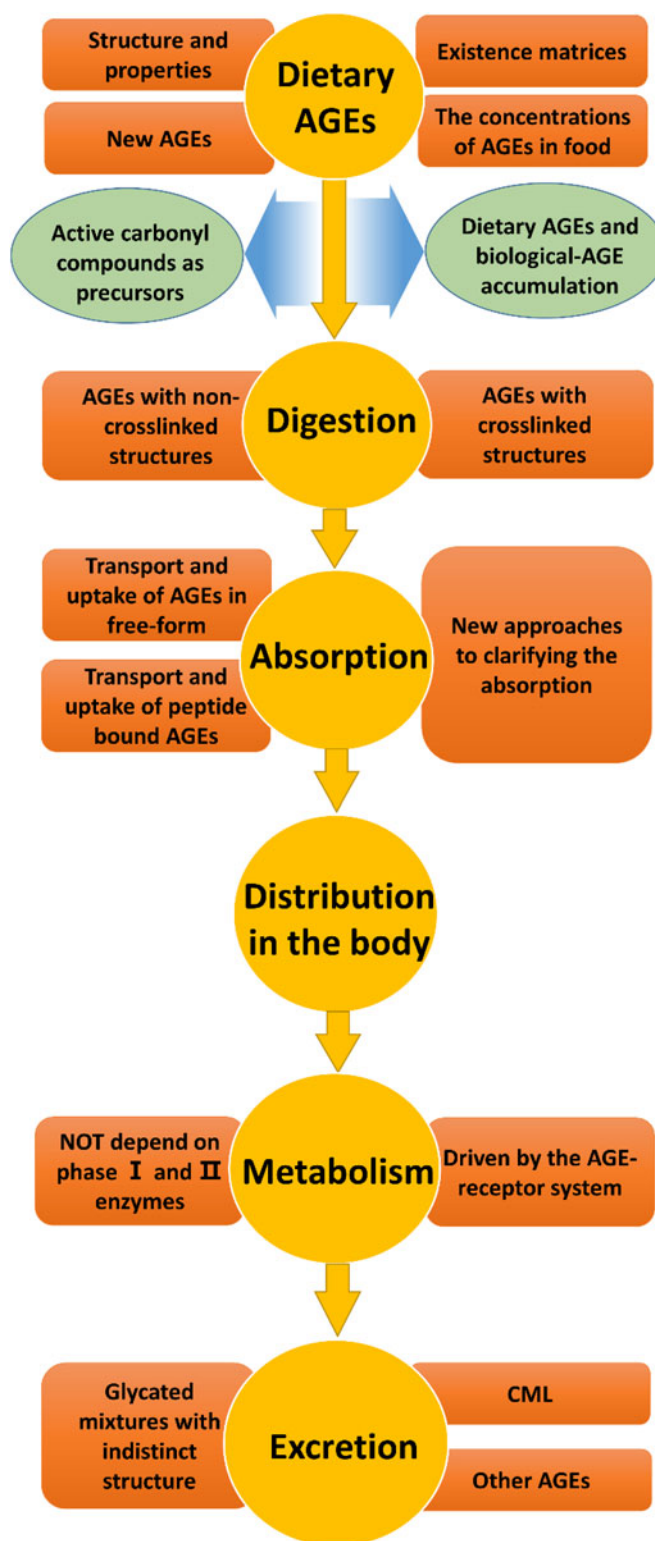 Structure and
properties
Dietary
AGEs
Existence matrices
New AGEs
The concentrations
of AGEs in food
Active carbonyl
compounds as
precursors
Dietary AGEs and
biological-AGE
accumulation
AGEs with non-
crosslinked
structures
Digestion
AGEs with
crosslinked
structures
Transport and
uptake of AGEs in
free-form
Transport and
uptake of peptide
bound AGEs
Absorption
New approaches
to clarifying the
absorption
Distribution
in the body
NOT depend on
phase Ⅰ and Ⅱ
enzymes
Metabolism
Driven by the AGE-
receptor system
Glycated
mixtures with
indistinct
structure
Excretion
CML
Other AGEs